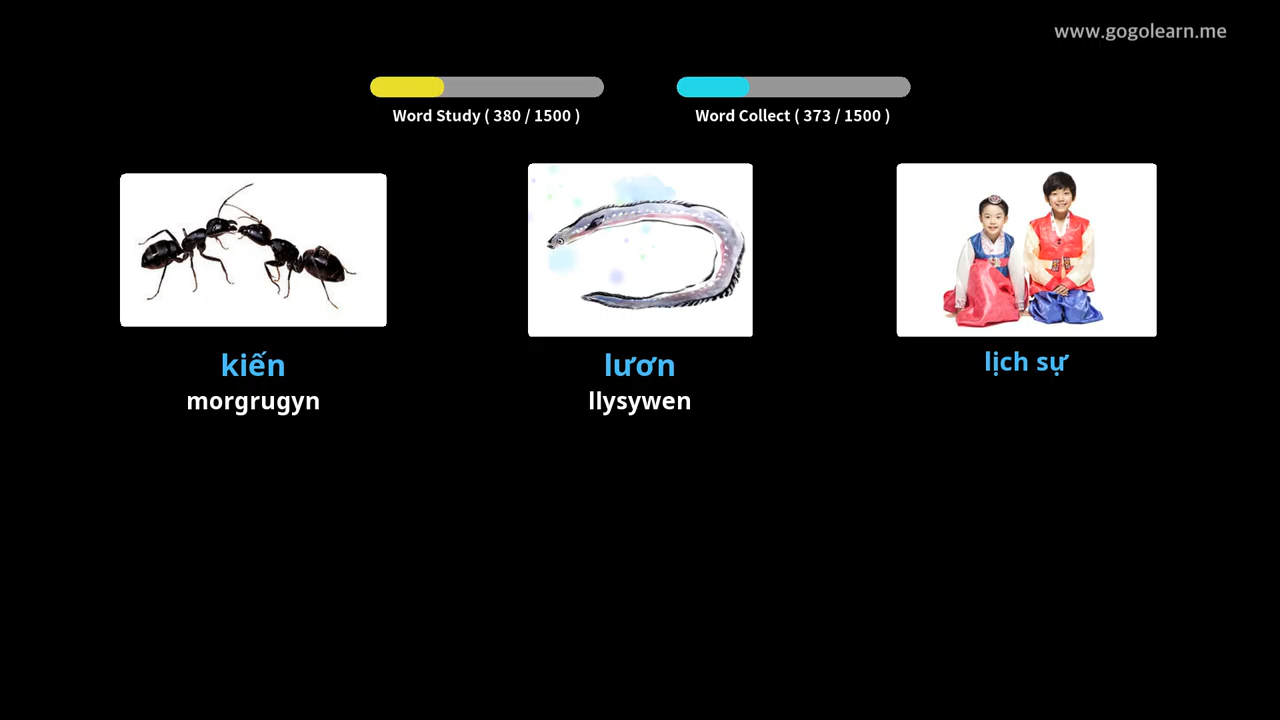 www.gogolearn.me
Word Study ( 380 / 1500 )
Word Collect ( 373 / 1500 )
kiến
morgrugyn
lươn
llysywen
lịch sự